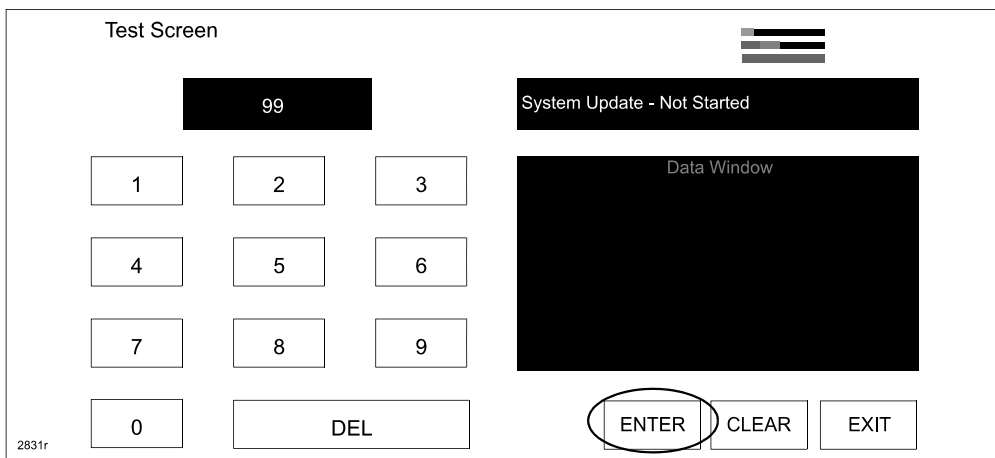 Test Screen
99
System Update - Not Started
Data Window
1 2 3
4 5 6
7 8 9
0 DEL
ENTER CLEAR EXIT
2831r